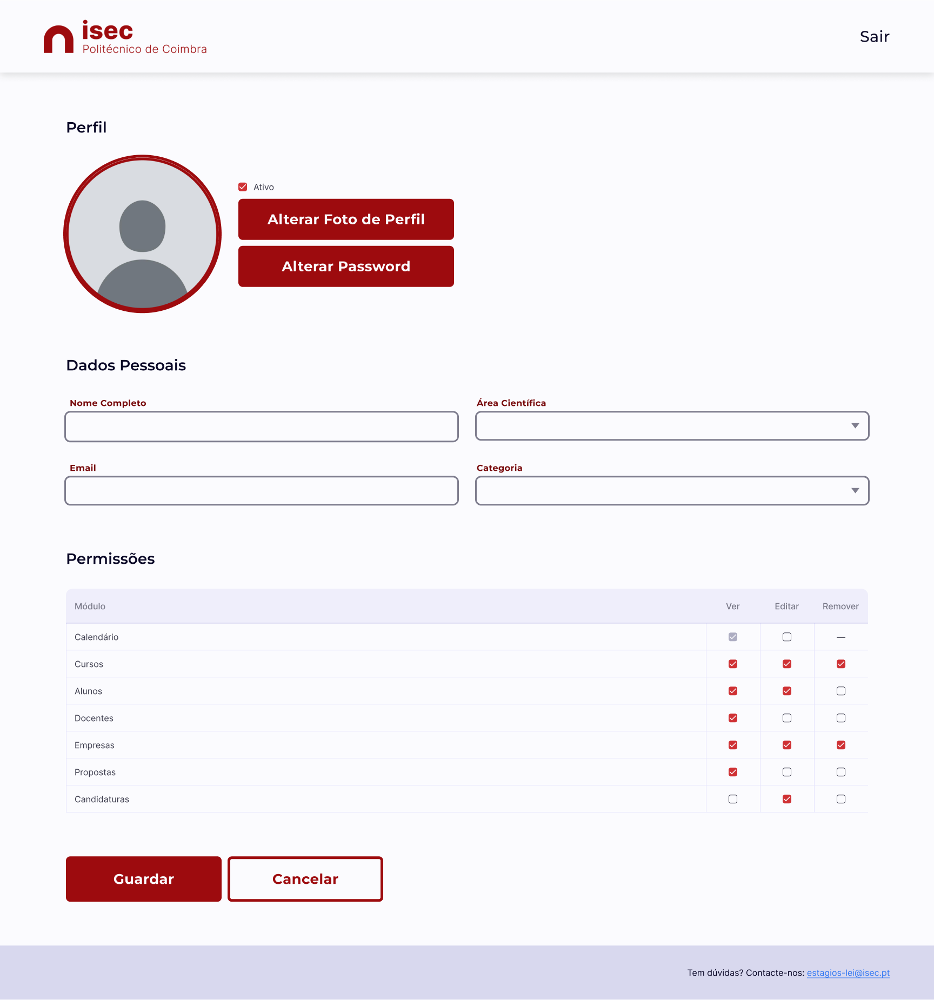 isec
Politécnico de Coimbra
Sair
Perfil
Ativo
Alterar Foto de Perfil
Alterar Password
Dados Pessoais
Nome Completo
Área Científica
Email
Categoria
Permissões
Módulo Ver Editar Remover
Calendário —
Cursos
Alunos
Docentes
Empresas
Propostas
Candidaturas
Guardar Cancelar
Tem dúvidas? Contacte-nos: estagios-lei@isec.pt